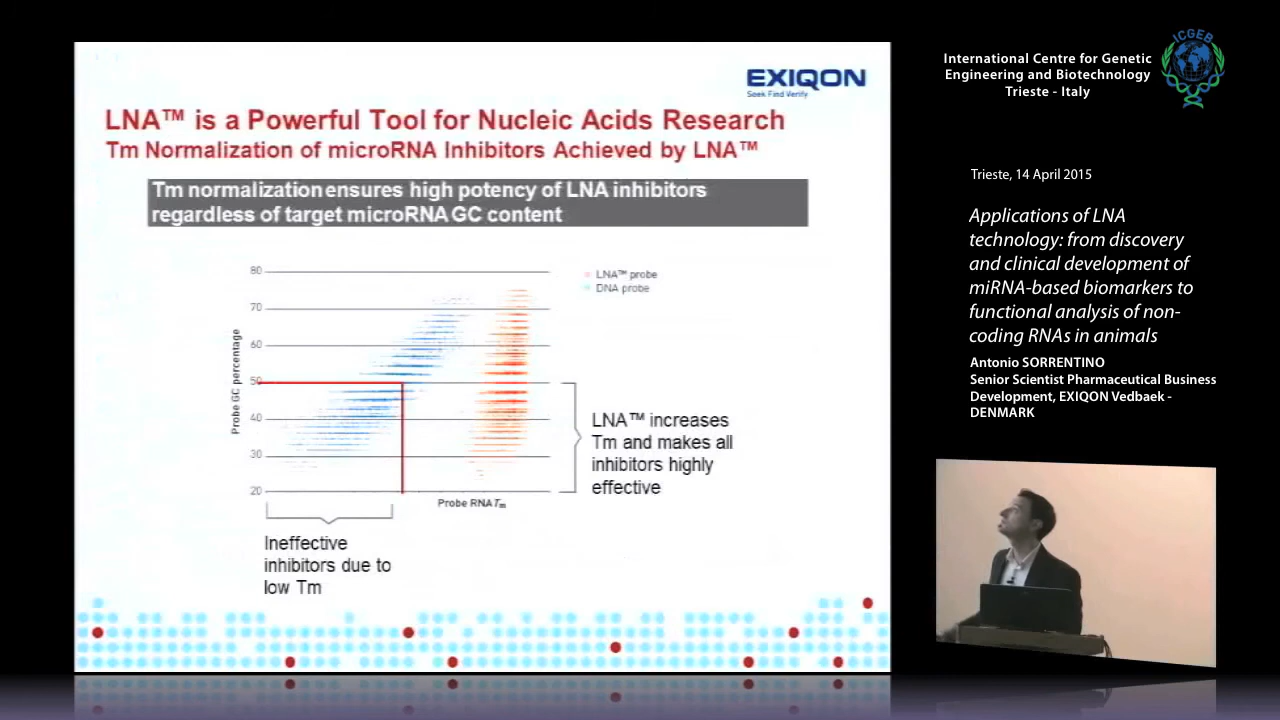 EXIQON
Seek Find Verify
LNA™ is a Powerful Tool for Nucleic Acids Research
Tm Normalization of microRNA Inhibitors Achieved by LNA™
Tm normalization ensures high potency of LNA inhibitors
regardless of target microRNA GC content
80
70
60
50
40
30
20
Probe GC percentage
Probe RNA Tm
LNA™ probe
DNA probe
LNA™ increases
Tm and makes all
inhibitors highly
effective
Ineffective
inhibitors due to
low Tm
International Centre for Genetic
Engineering and Biotechnology
Trieste - Italy
ICGEB
Trieste, 14 April 2015
Applications of LNA
technology: from discovery
and clinical development of
miRNA-based biomarkers to
functional analysis of non-
coding RNAs in animals
Antonio SORRENTINO
Senior Scientist Pharmaceutical Business
Development, EXIQON Vedbaek -
DENMARK